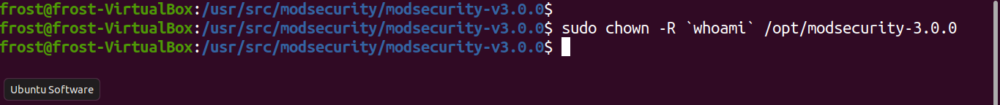 frost@frost-VirtualBox:/usr/src/modsecurity/modsecurity-v3.0.0$
frost@frost-VirtualBox:/usr/src/modsecurity/modsecurity-v3.0.0$ sudo chown -R `whoami` /opt/modsecurity-3.0.0
frost@frost-VirtualBox:/usr/src/modsecurity/modsecurity-v3.0.0$
Ubuntu Software